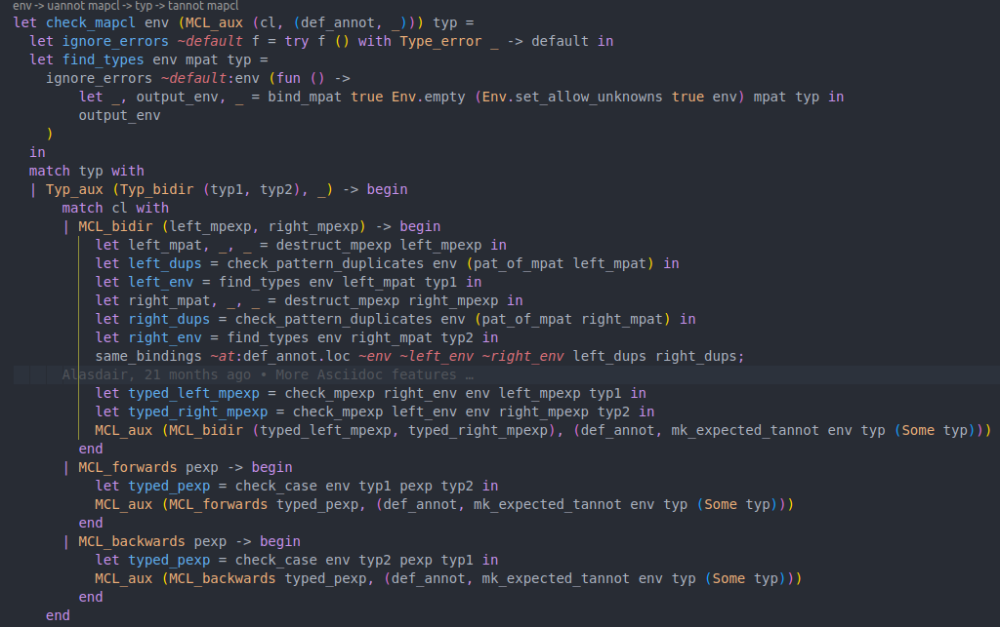 env -> uannot mapcl -> typ -> tannot mapcl
let check_mapcl env (MCL_aux (cl, (def_annot, _))) typ =
  let ignore_errors ~default f = try f () with Type_error _ -> default in
  let find_types env mpat typ =
    ignore_errors ~default:env (fun () ->
        let _, output_env, _ = bind_mpat true Env.empty (Env.set_allow_unknowns true env) mpat typ in
        output_env
    )
  in
  match typ with
  | Typ_aux (Typ_bidir (typ1, typ2), _) -> begin
      match cl with
      | MCL_bidir (left_mpexp, right_mpexp) -> begin
          let left_mpat, _, _ = destruct_mpexp left_mpexp in
          let left_dups = check_pattern_duplicates env (pat_of_mpat left_mpat) in
          let left_env = find_types env left_mpat typ1 in
          let right_mpat, _, _ = destruct_mpexp right_mpexp in
          let right_dups = check_pattern_duplicates env (pat_of_mpat right_mpat) in
          let right_env = find_types env right_mpat typ2 in
          same_bindings ~at:def_annot.loc ~env ~left_env ~right_env left_dups right_dups;
      Alasdair, 21 months ago • More Asciidoc features …
          let typed_left_mpexp = check_mpexp right_env env left_mpexp typ1 in
          let typed_right_mpexp = check_mpexp left_env env right_mpexp typ2 in
          MCL_aux (MCL_bidir (typed_left_mpexp, typed_right_mpexp), (def_annot, mk_expected_tannot env typ (Some typ)))
        end
      | MCL_forwards pexp -> begin
          let typed_pexp = check_case env typ1 pexp typ2 in
          MCL_aux (MCL_forwards typed_pexp, (def_annot, mk_expected_tannot env typ (Some typ)))
        end
      | MCL_backwards pexp -> begin
          let typed_pexp = check_case env typ2 pexp typ1 in
          MCL_aux (MCL_backwards typed_pexp, (def_annot, mk_expected_tannot env typ (Some typ)))
        end
    end